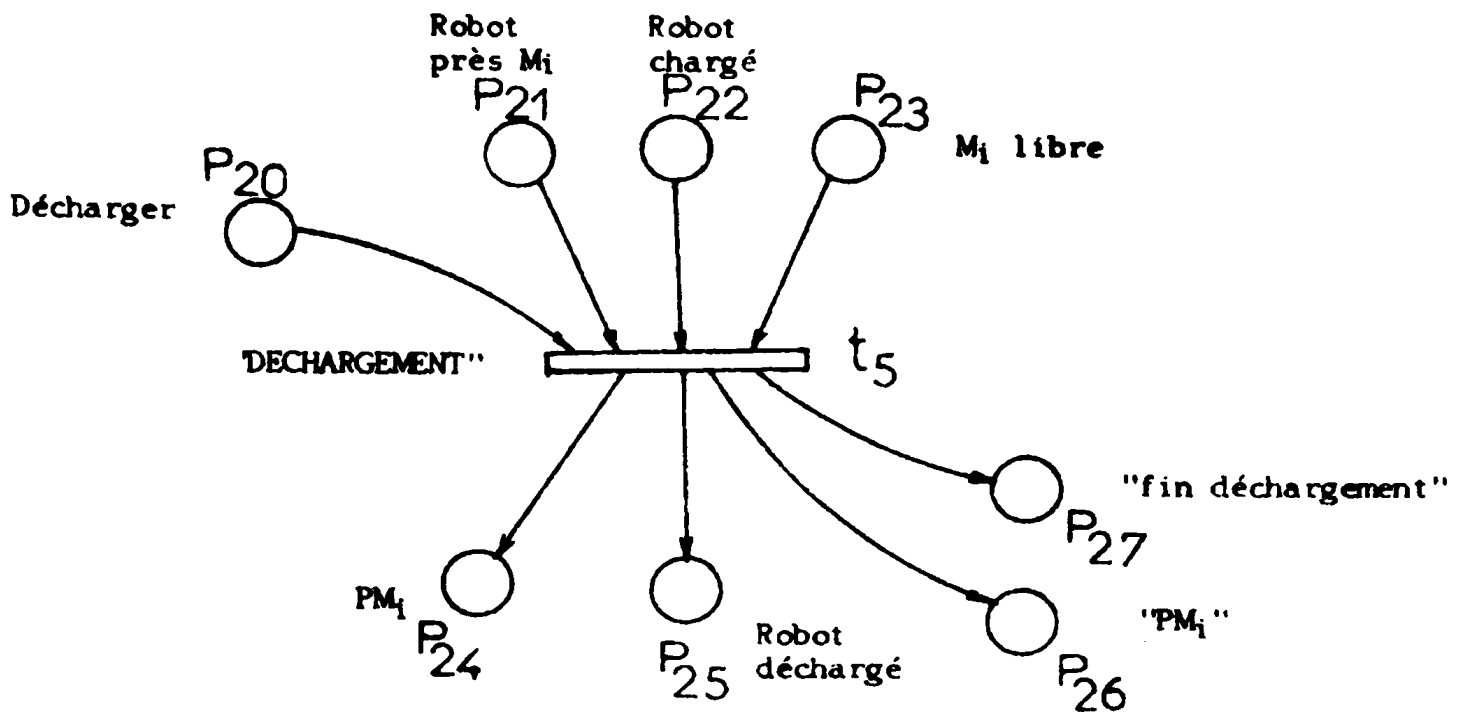 Robot
près Mi
P21
Robot
chargé
P22
P23
Mi libre
P20
Décharger
"DECHARGEMENT"
t5
"fin déchargement"
P27
PMi
P24
P25
Robot
déchargé
"PMi"
P26